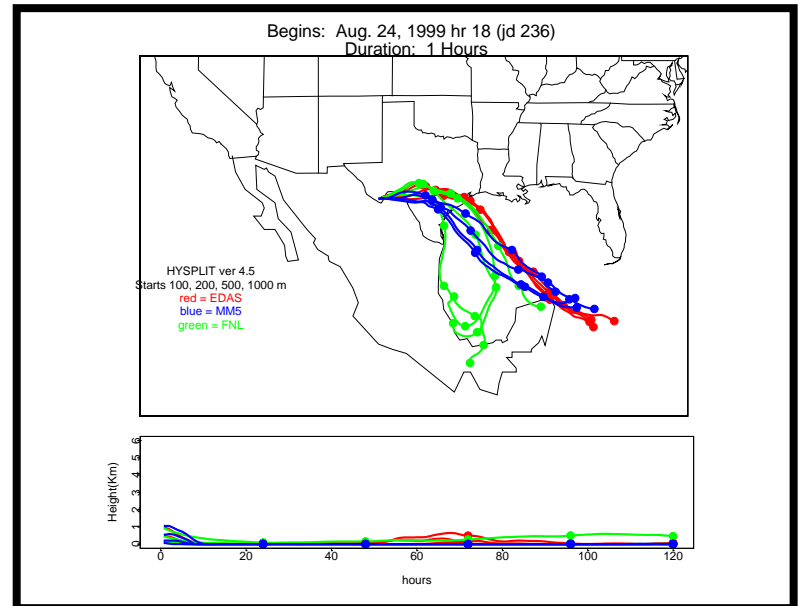 Begins: Aug. 24, 1999 hr 18 (jd 236)
Duration: 1 Hours
HYSPLIT ver 4.5
Starts 100, 200, 500, 1000 m
red = EDAS
blue = MM5
green = FNL
Height(Km)
0 1 2 3 4 5 6
0 20 40 60 80 100 120
hours